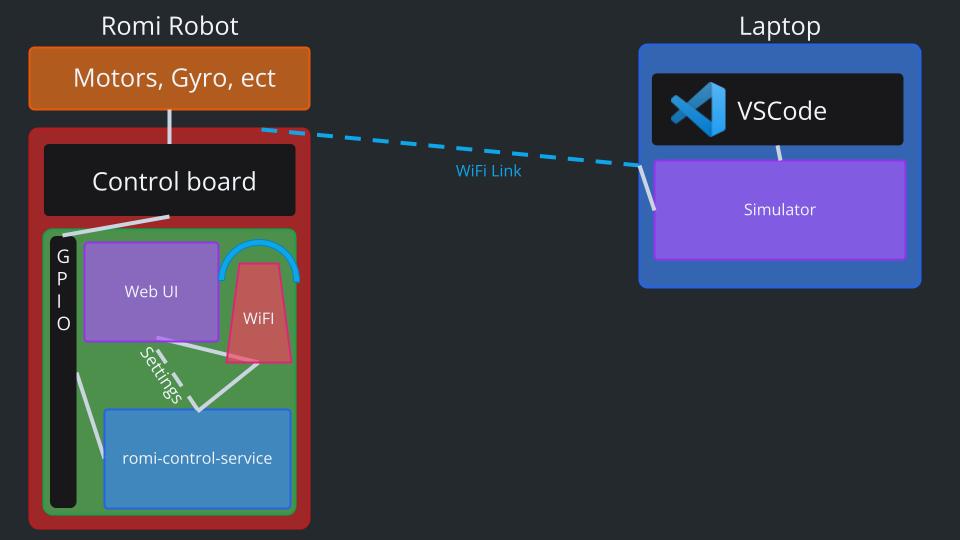 Romi Robot
Laptop
Motors, Gyro, ect
VSCode
WiFi Link
Control board
Simulator
G
P
I
O
Web UI
WiFI
Settings
romi-control-service